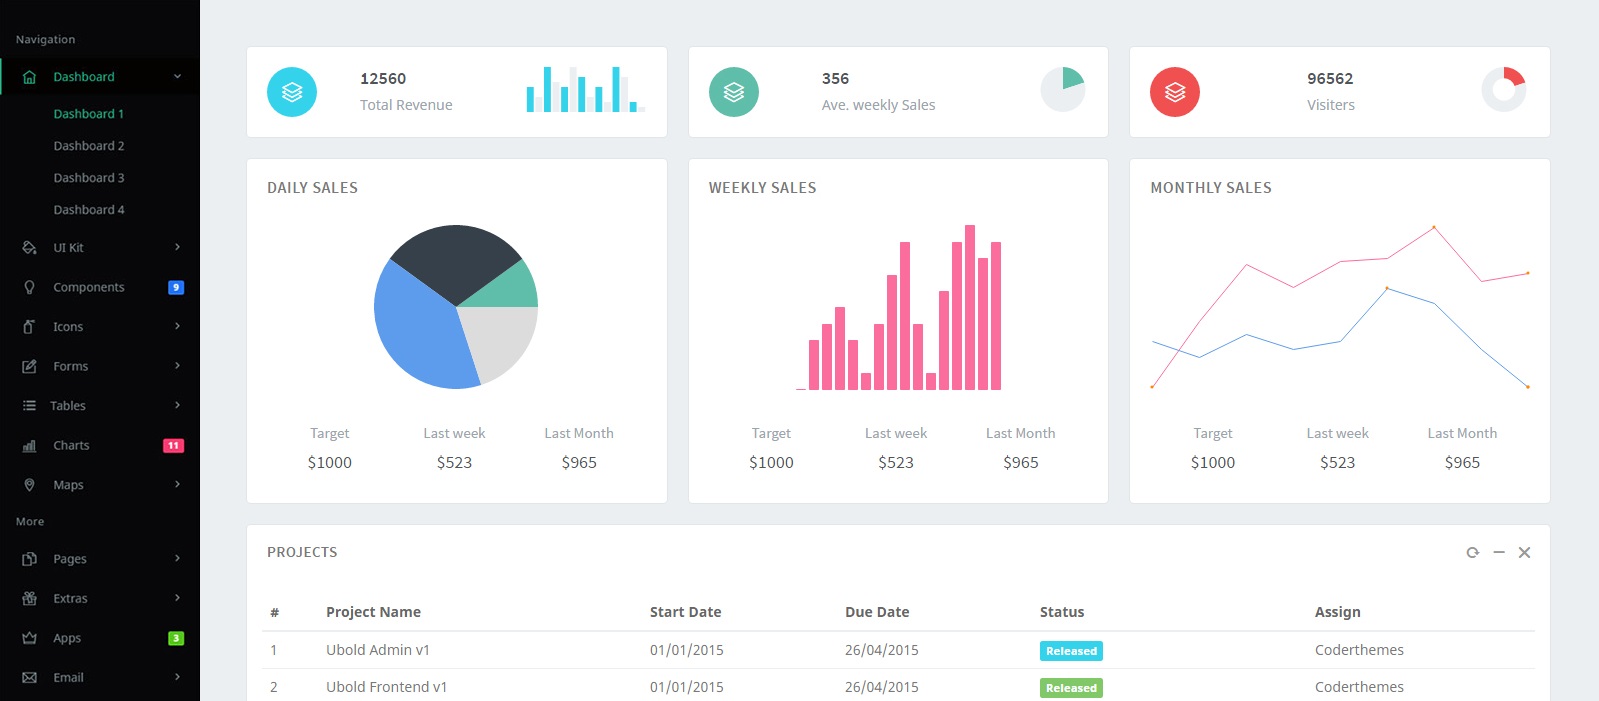 Navigation
Dashboard
Dashboard 1
Dashboard 2
Dashboard 3
Dashboard 4
UI Kit
Components 9
Icons
Forms
Tables
Charts 11
Maps
More
Pages
Extras
Apps 3
Email
12560
Total Revenue
356
Ave. weekly Sales
96562
Visiters
DAILY SALES
Target Last week Last Month
$1000 $523 $965
WEEKLY SALES
Target Last week Last Month
$1000 $523 $965
MONTHLY SALES
Target Last week Last Month
$1000 $523 $965
PROJECTS
# Project Name Start Date Due Date Status Assign
1 Ubold Admin v1 01/01/2015 26/04/2015 Released Coderthemes
2 Ubold Frontend v1 01/01/2015 26/04/2015 Released Coderthemes